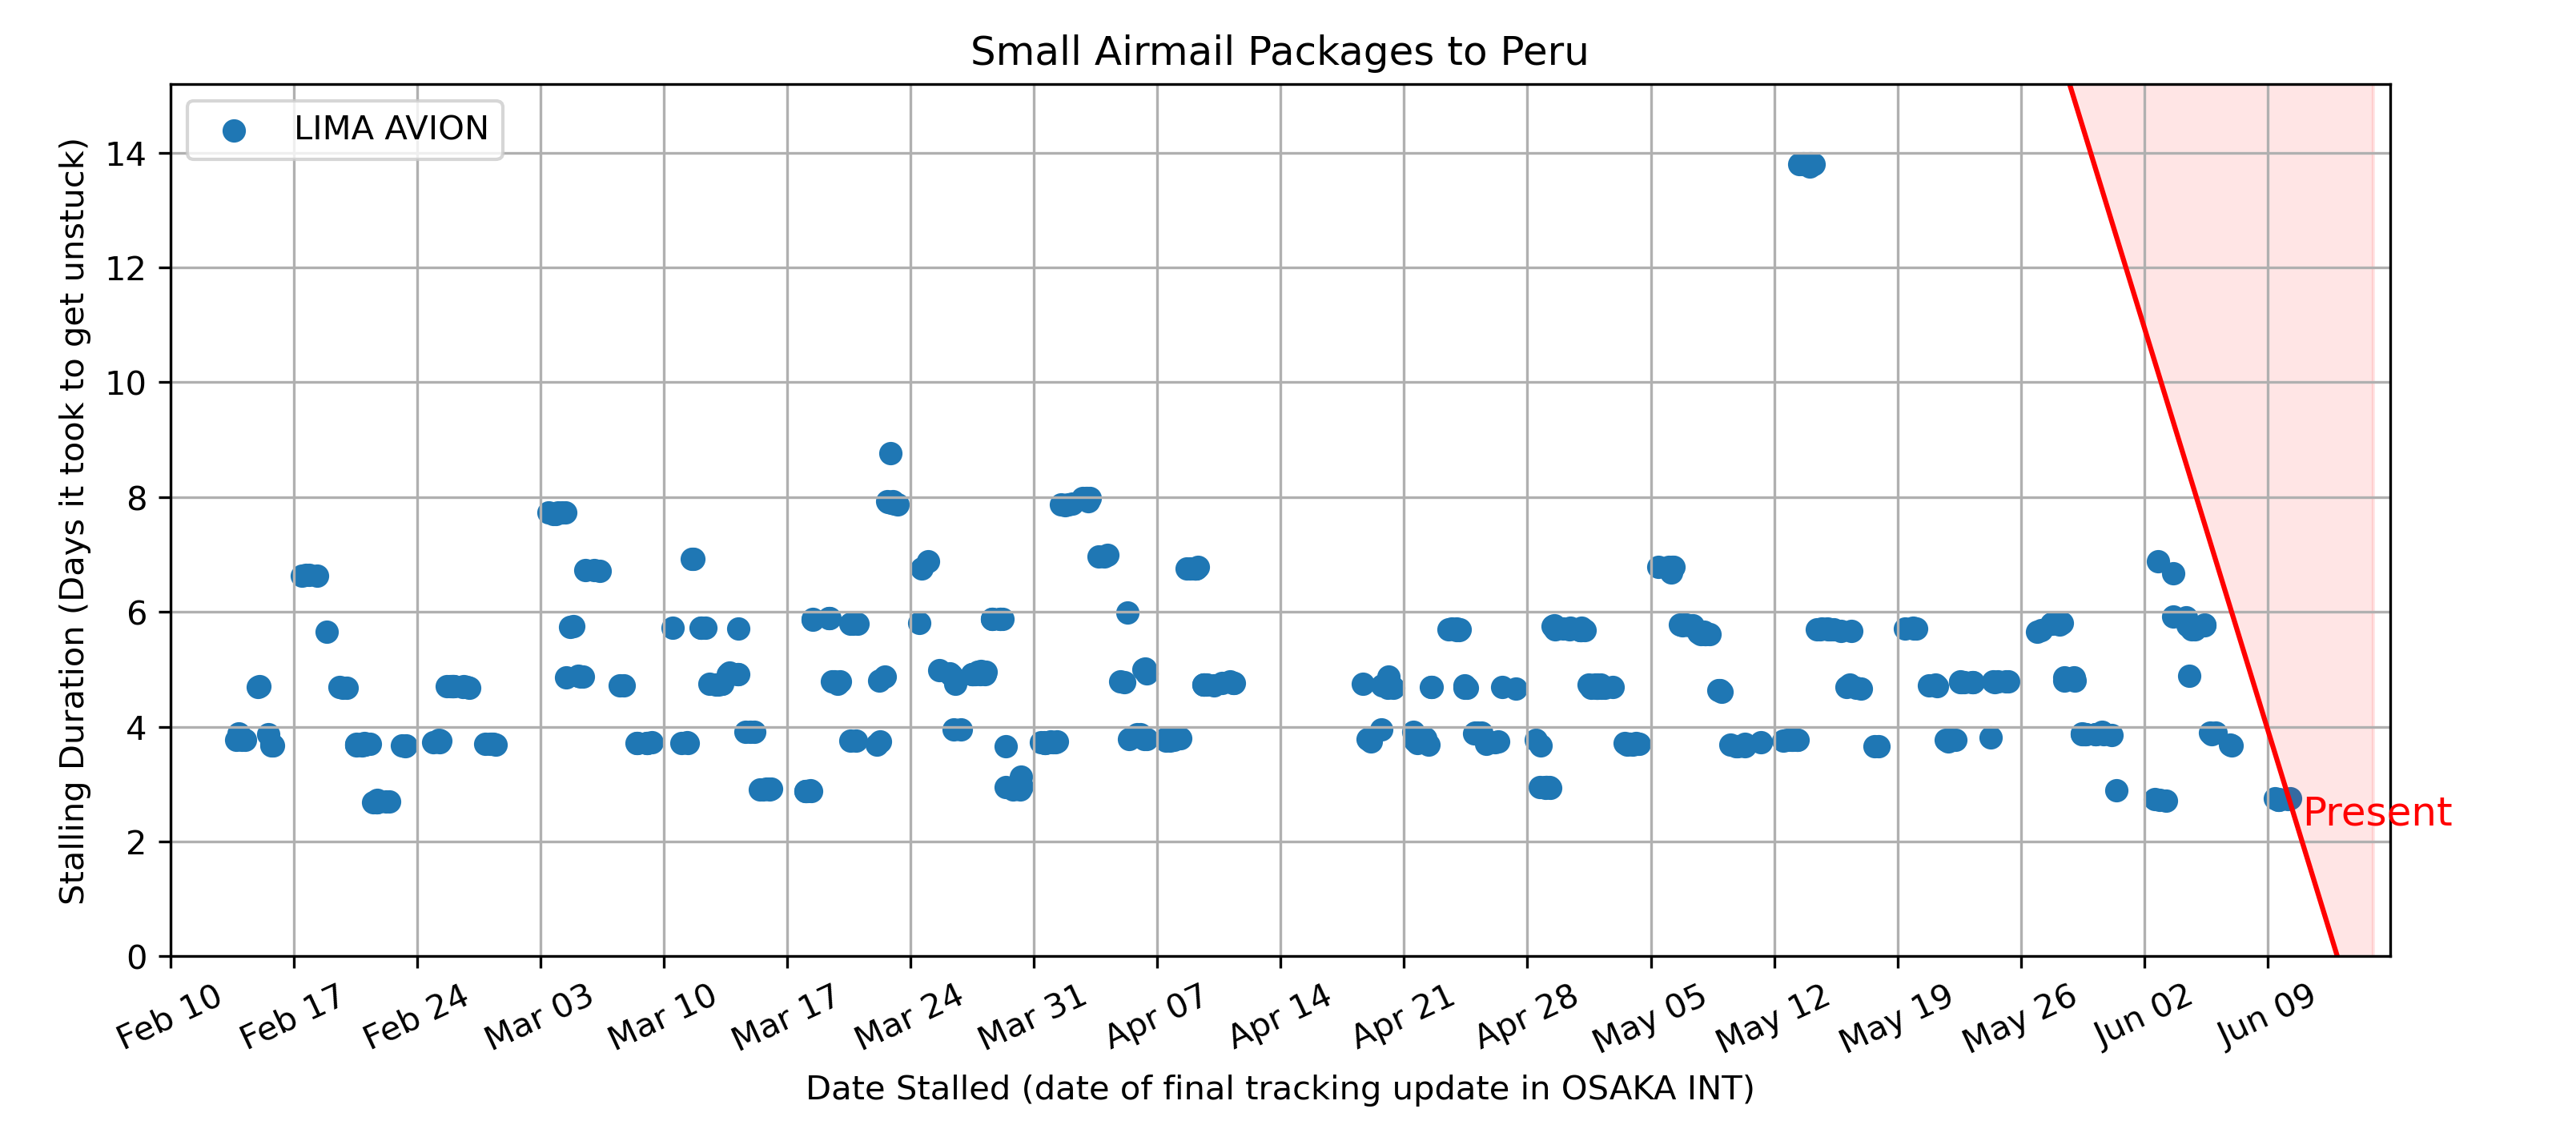 Small Airmail Packages to Peru
LIMA AVION
Stalling Duration (Days it took to get unstuck)
14
12
10
8
6
4
2
0
Present
Feb 10
Feb 17
Feb 24
Mar 03
Mar 10
Mar 17
Mar 24
Mar 31
Apr 07
Apr 14
Apr 21
Apr 28
May 05
May 12
May 19
May 26
Jun 02
Jun 09
Date Stalled (date of final tracking update in OSAKA INT)